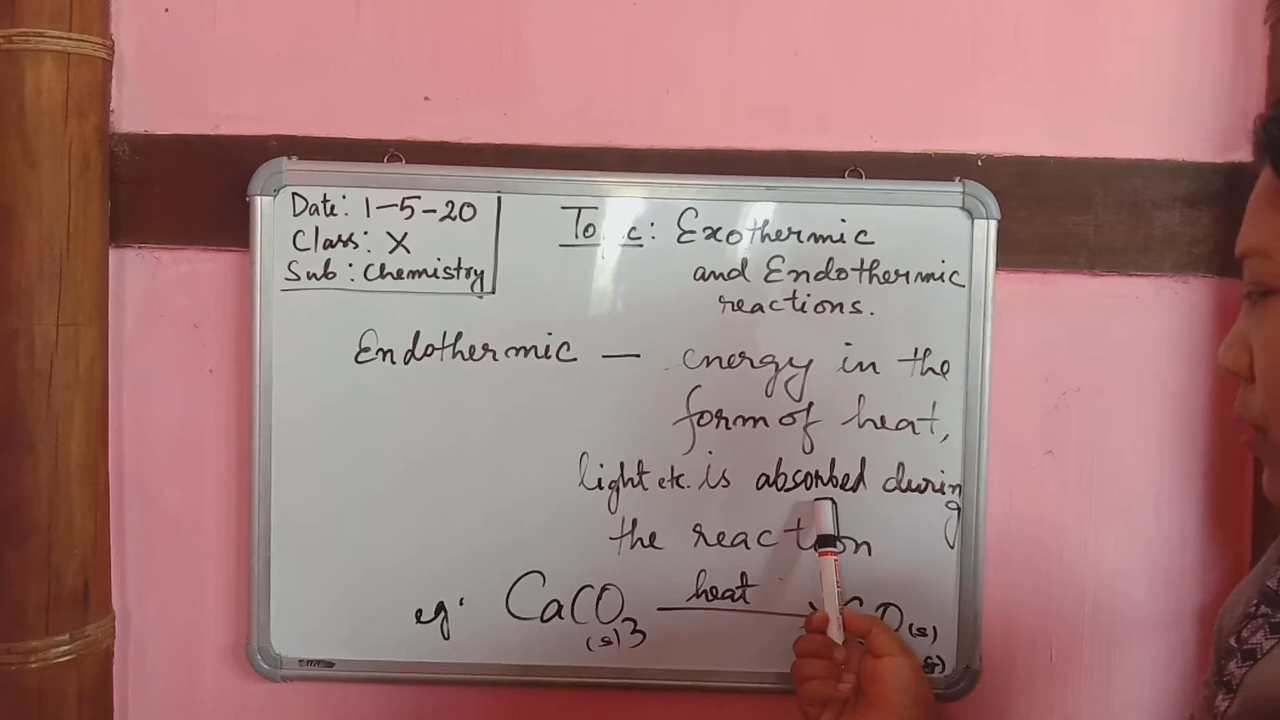 Date: 1-5-20
Class: X
Sub: Chemistry
Topic: Exothermic
and Endothermic
reactions.
Endothermic — energy in the
form of heat,
light etc. is absorbed during
the reaction
eg: CaCO3(s) heat O(s)
(g)